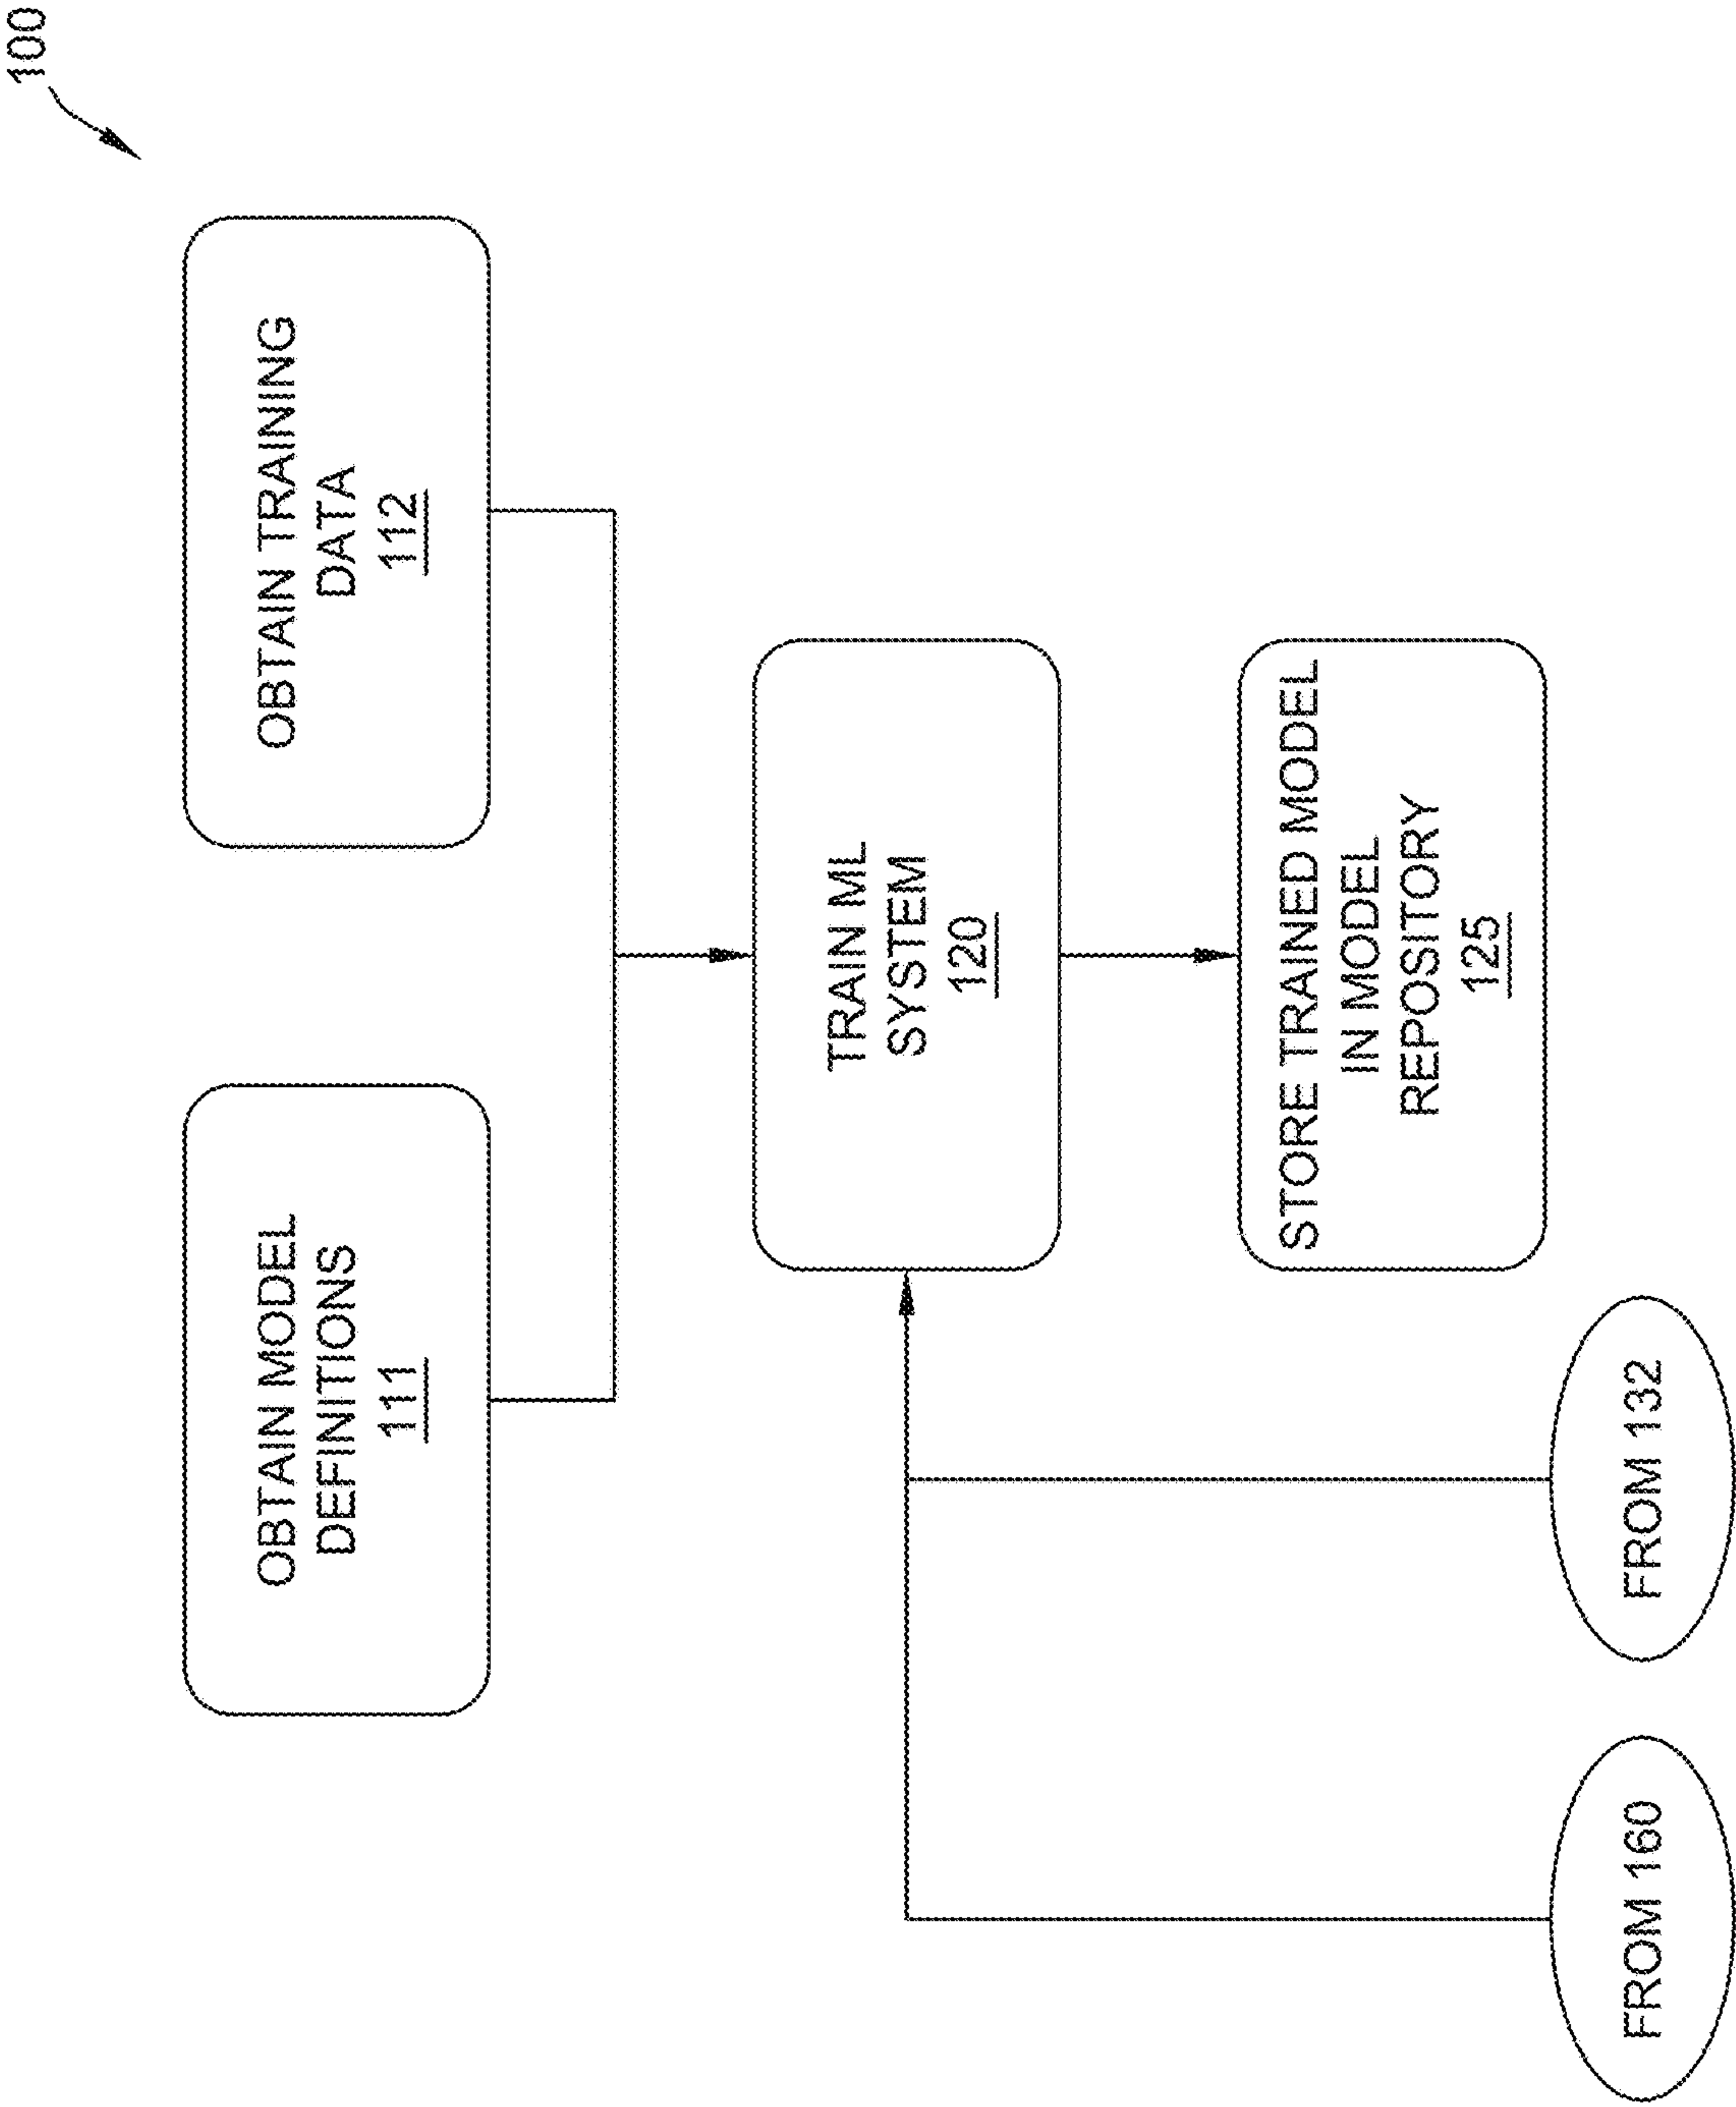 100
OBTAIN MODEL
DEFINITIONS
111
OBTAIN TRAINING
DATA
112
TRAIN ML
SYSTEM
120
STORE TRAINED MODEL
IN MODEL
REPOSITORY
125
FROM 160
FROM 132